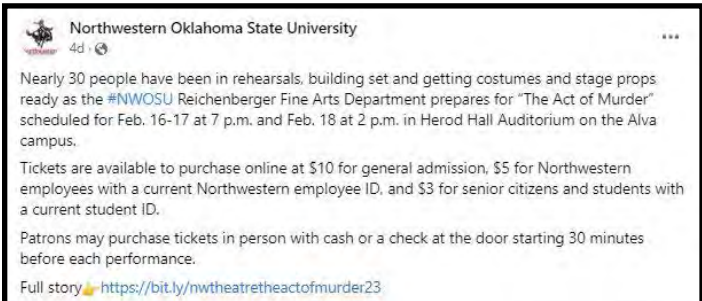 Northwestern Oklahoma State University
4d ·
Nearly 30 people have been in rehearsals, building set and getting costumes and stage props
ready as the #NWOSU Reichenberger Fine Arts Department prepares for "The Act of Murder"
scheduled for Feb. 16-17 at 7 p.m. and Feb. 18 at 2 p.m. in Herod Hall Auditorium on the Alva
campus.
Tickets are available to purchase online at $10 for general admission, $5 for Northwestern
employees with a current Northwestern employee ID, and $3 for senior citizens and students with
a current student ID.
Patrons may purchase tickets in person with cash or a check at the door starting 30 minutes
before each performance.
Full story👉https://bit.ly/nwtheatretheactofmurder23